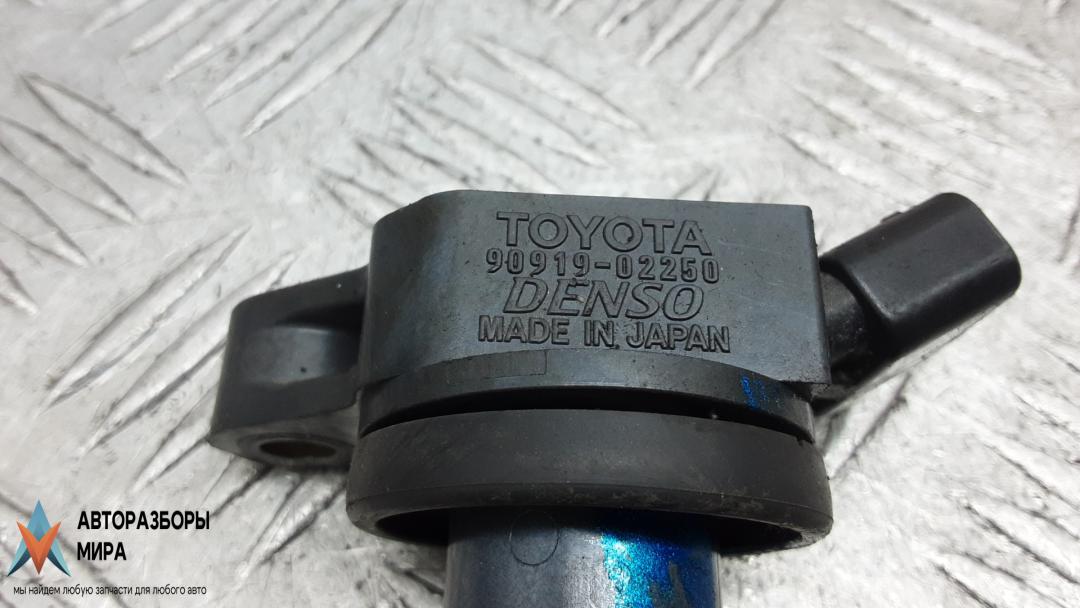 TOYOTA
90919-02250
DENSO
MADE IN JAPAN
АВТОРАЗБОРЫ
МИРА
мы найдем любую запчасти для любого авто